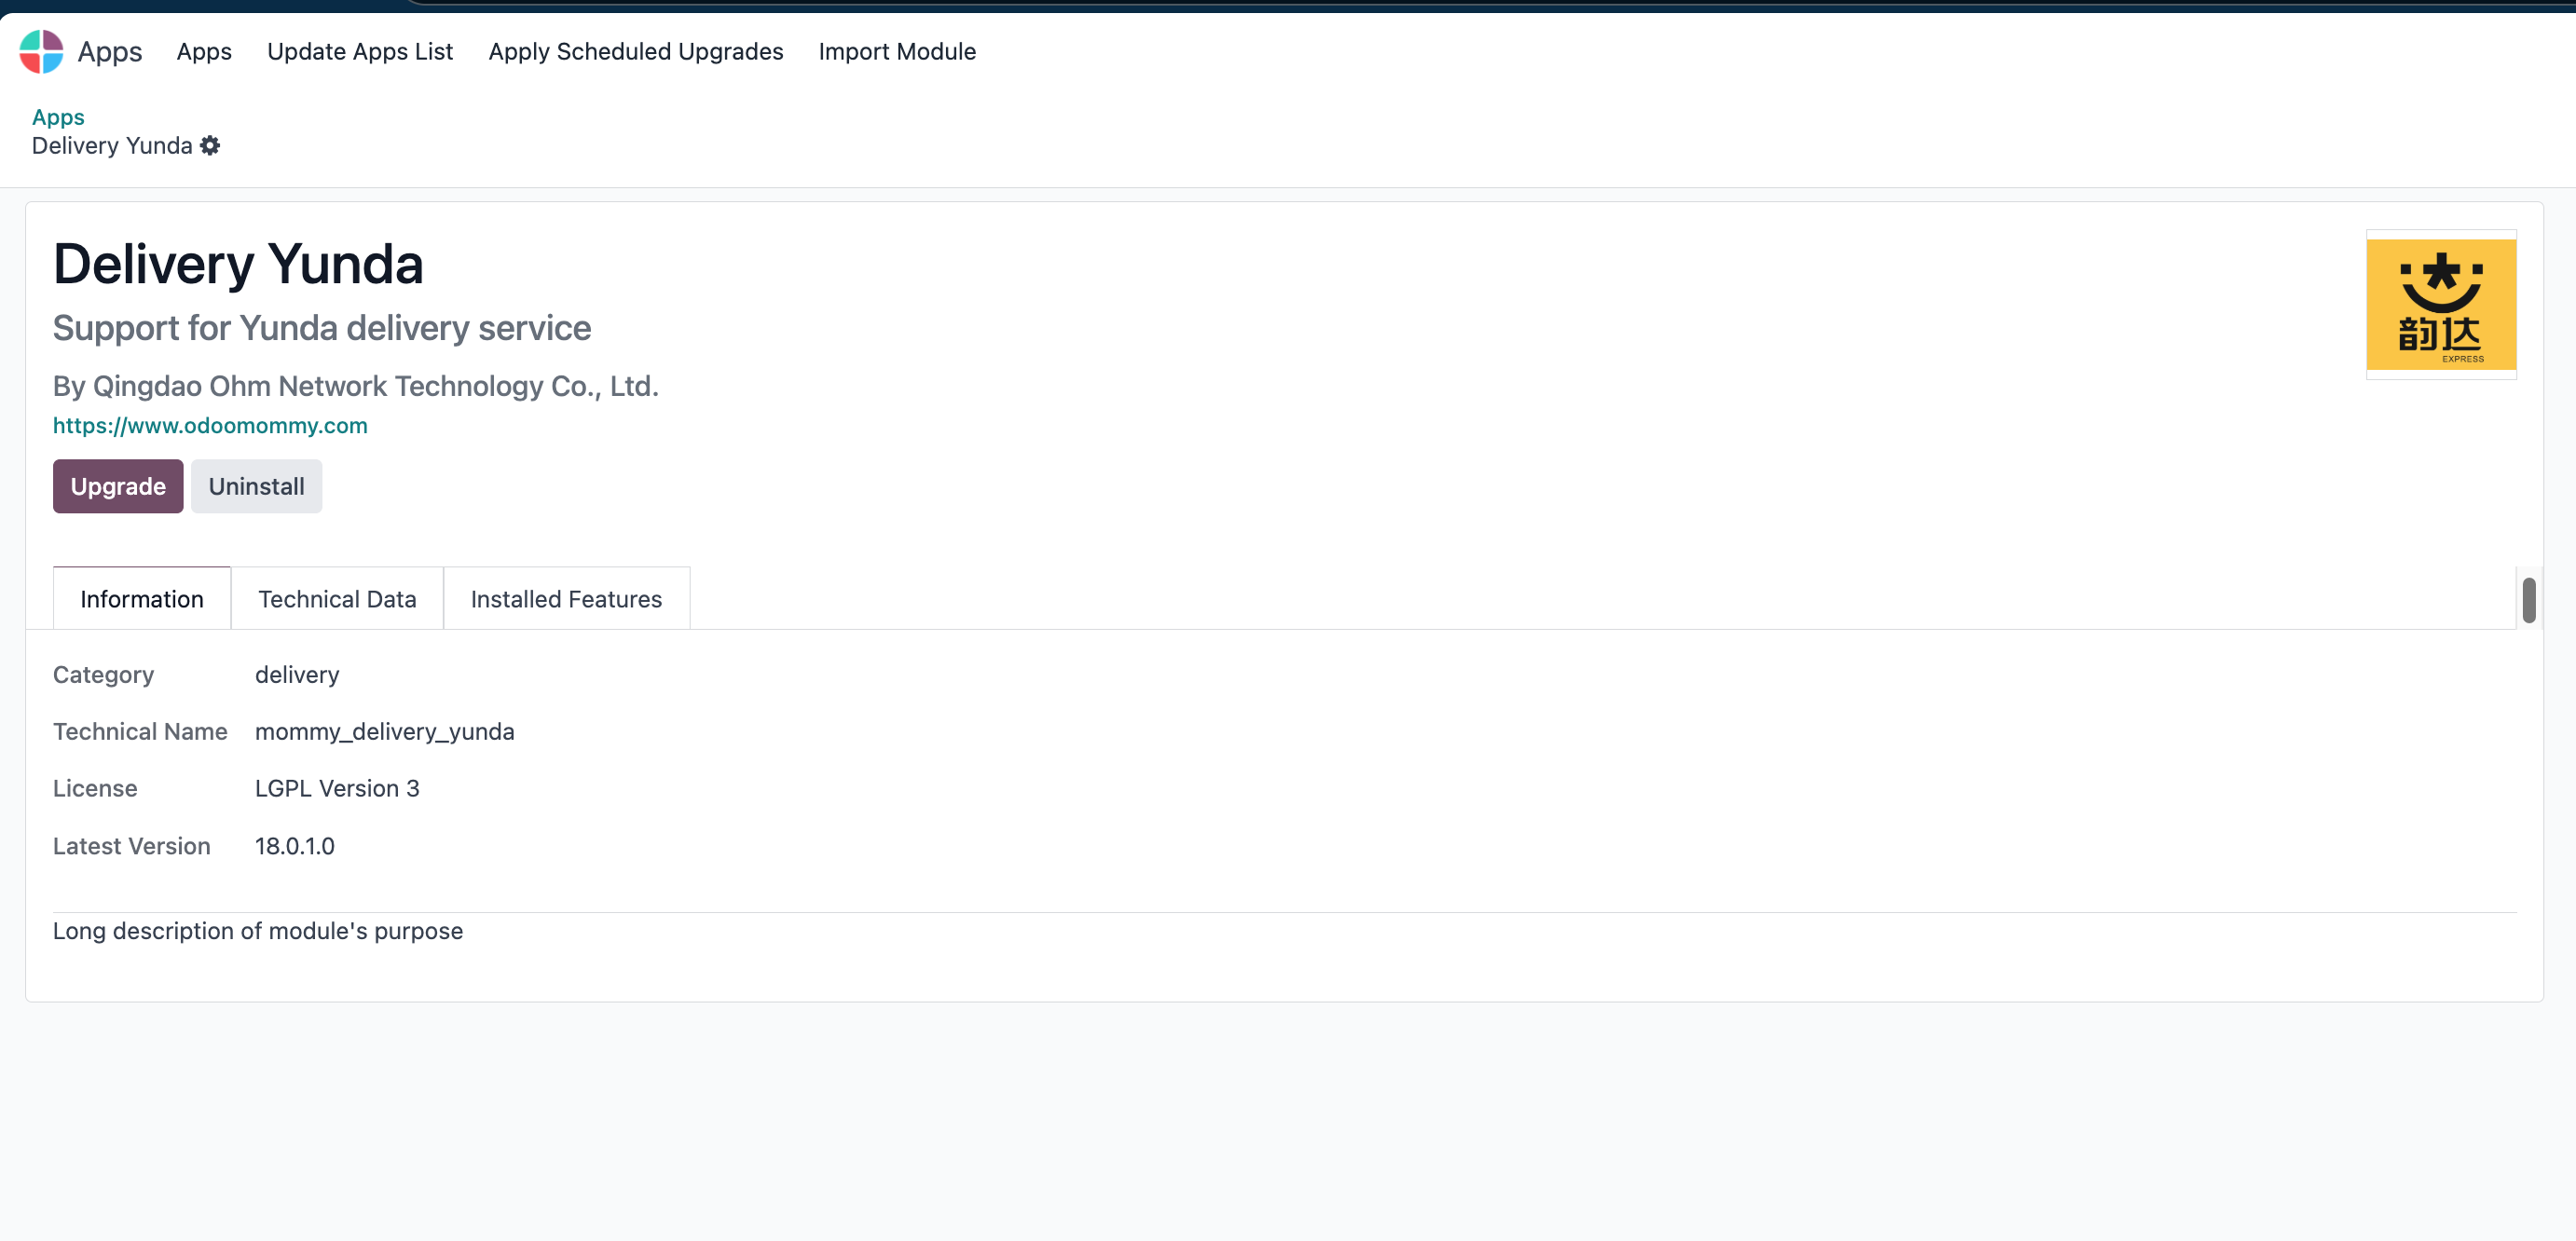 Apps Apps Update Apps List Apply Scheduled Upgrades Import Module
Apps
Delivery Yunda
Delivery Yunda
Support for Yunda delivery service
By Qingdao Ohm Network Technology Co., Ltd.
https://www.odoomommy.com
Upgrade Uninstall
韵达
EXPRESS
Information Technical Data Installed Features
Category delivery
Technical Name mommy_delivery_yunda
License LGPL Version 3
Latest Version 18.0.1.0
Long description of module's purpose